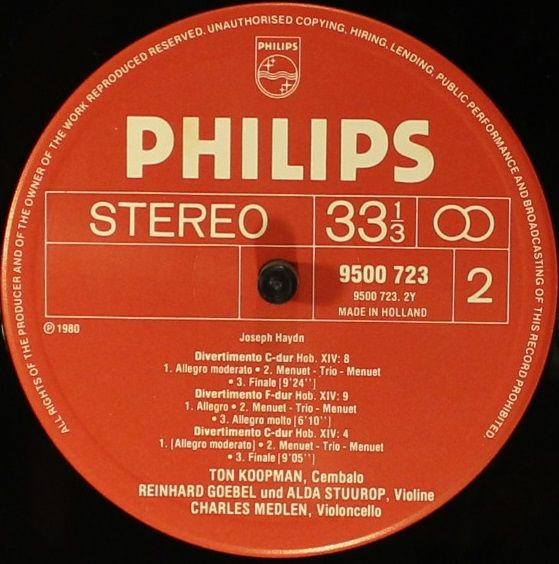 ALL RIGHTS OF THE PRODUCER AND OF THE OWNER OF THE WORK REPRODUCED RESERVED. UNAUTHORISED COPYING, HIRING, LENDING, PUBLIC PERFORMANCE AND BROADCASTING OF THIS RECORD PROHIBITED.
PHILIPS
PHILIPS
STEREO 33 1/3
9500 723
9500 723. 2Y
MADE IN HOLLAND
2
℗ 1980
Joseph Haydn
Divertimento C-dur Hob. XIV: 8
1. Allegro moderato • 2. Menuet - Trio - Menuet
• 3. Finale [9'24'']
Divertimento F-dur Hob. XIV: 9
1. Allegro • 2. Menuet - Trio - Menuet
• 3. Allegro molto [6'10'']
Divertimento C-dur Hob. XIV: 4
1. [Allegro moderato] • 2. Menuet - Trio - Menuet
• 3. Finale [9'05'']
TON KOOPMAN, Cembalo
REINHARD GOEBEL und ALDA STUUROP, Violine
CHARLES MEDLEN, Violoncello